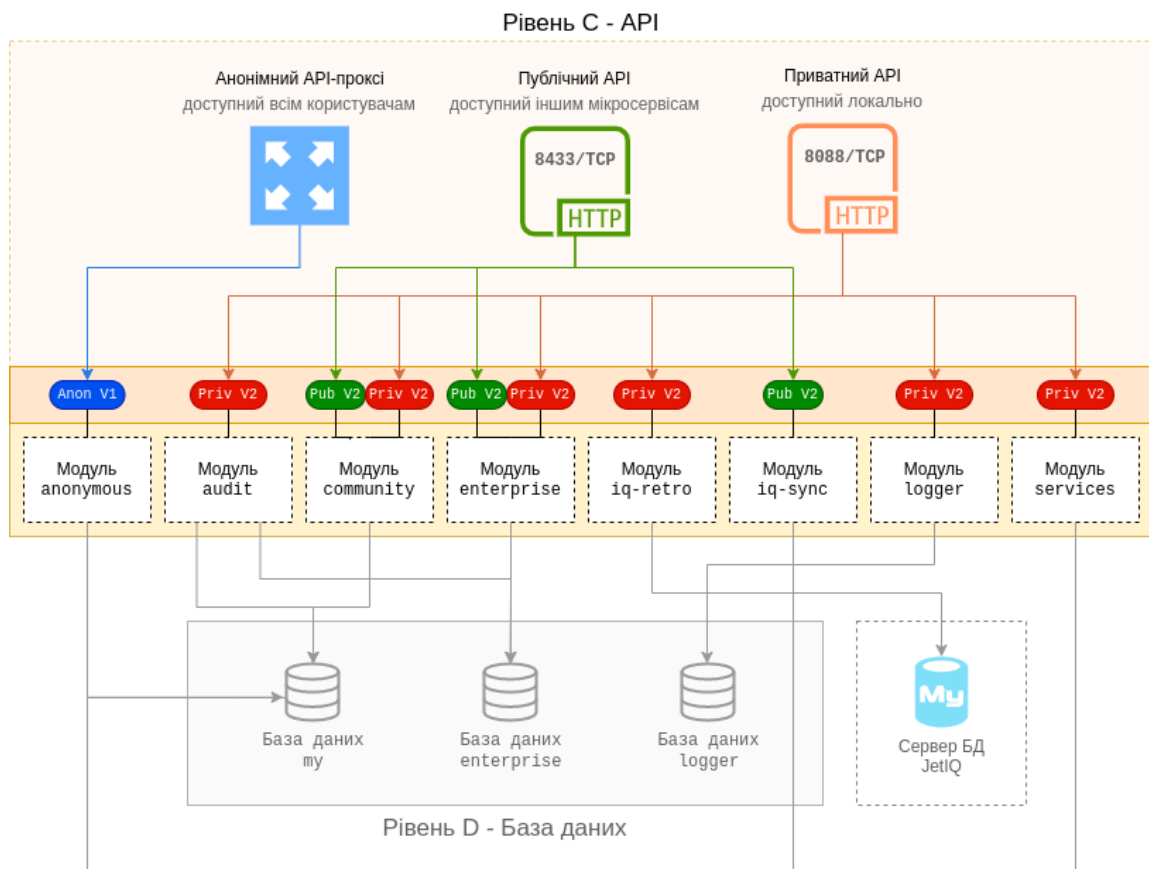 Рівень C - API
Анонімний API-проксі
доступний всім користувачам
Публічний API
доступний іншим мікросервісам
Приватний API
доступний локально
8433/TCP
HTTP
8088/TCP
HTTP
Anon V1
Priv V2
Pub V2
Priv V2
Pub V2
Priv V2
Priv V2
Pub V2
Priv V2
Priv V2
Модуль
anonymous
Модуль
audit
Модуль
community
Модуль
enterprise
Модуль
iq-retro
Модуль
iq-sync
Модуль
logger
Модуль
services
База даних
my
База даних
enterprise
База даних
logger
My
Сервер БД
JetIQ
Рівень D - База даних